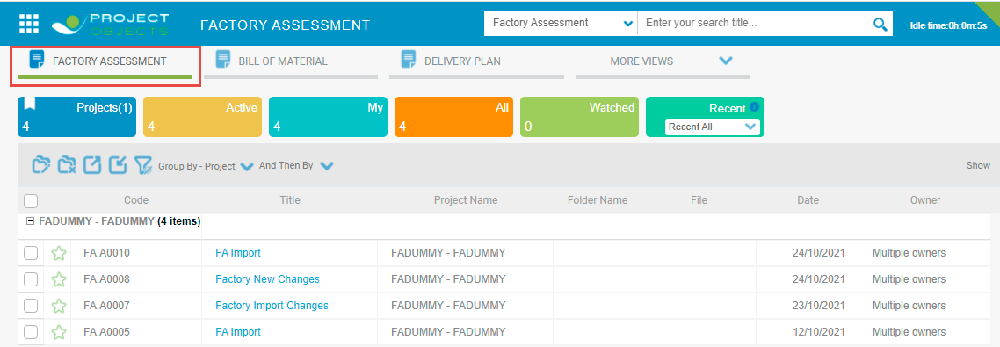 PROJECT
OBJECTS
FACTORY ASSESSMENT
Factory Assessment
Enter your search title...
Idle time:0h:0m:5s
FACTORY ASSESSMENT
BILL OF MATERIAL
DELIVERY PLAN
MORE VIEWS
Projects(1)
4
Active
4
My
4
All
4
Watched
0
Recent
Recent All
Group By - Project
And Then By
Show
Code Title Project Name Folder Name File Date Owner
FADUMMY - FADUMMY (4 items)
FA.A0010 FA Import FADUMMY - FADUMMY 24/10/2021 Multiple owners
FA.A0008 Factory New Changes FADUMMY - FADUMMY 24/10/2021 Multiple owners
FA.A0007 Factory Import Changes FADUMMY - FADUMMY 23/10/2021 Multiple owners
FA.A0005 FA Import FADUMMY - FADUMMY 12/10/2021 Multiple owners